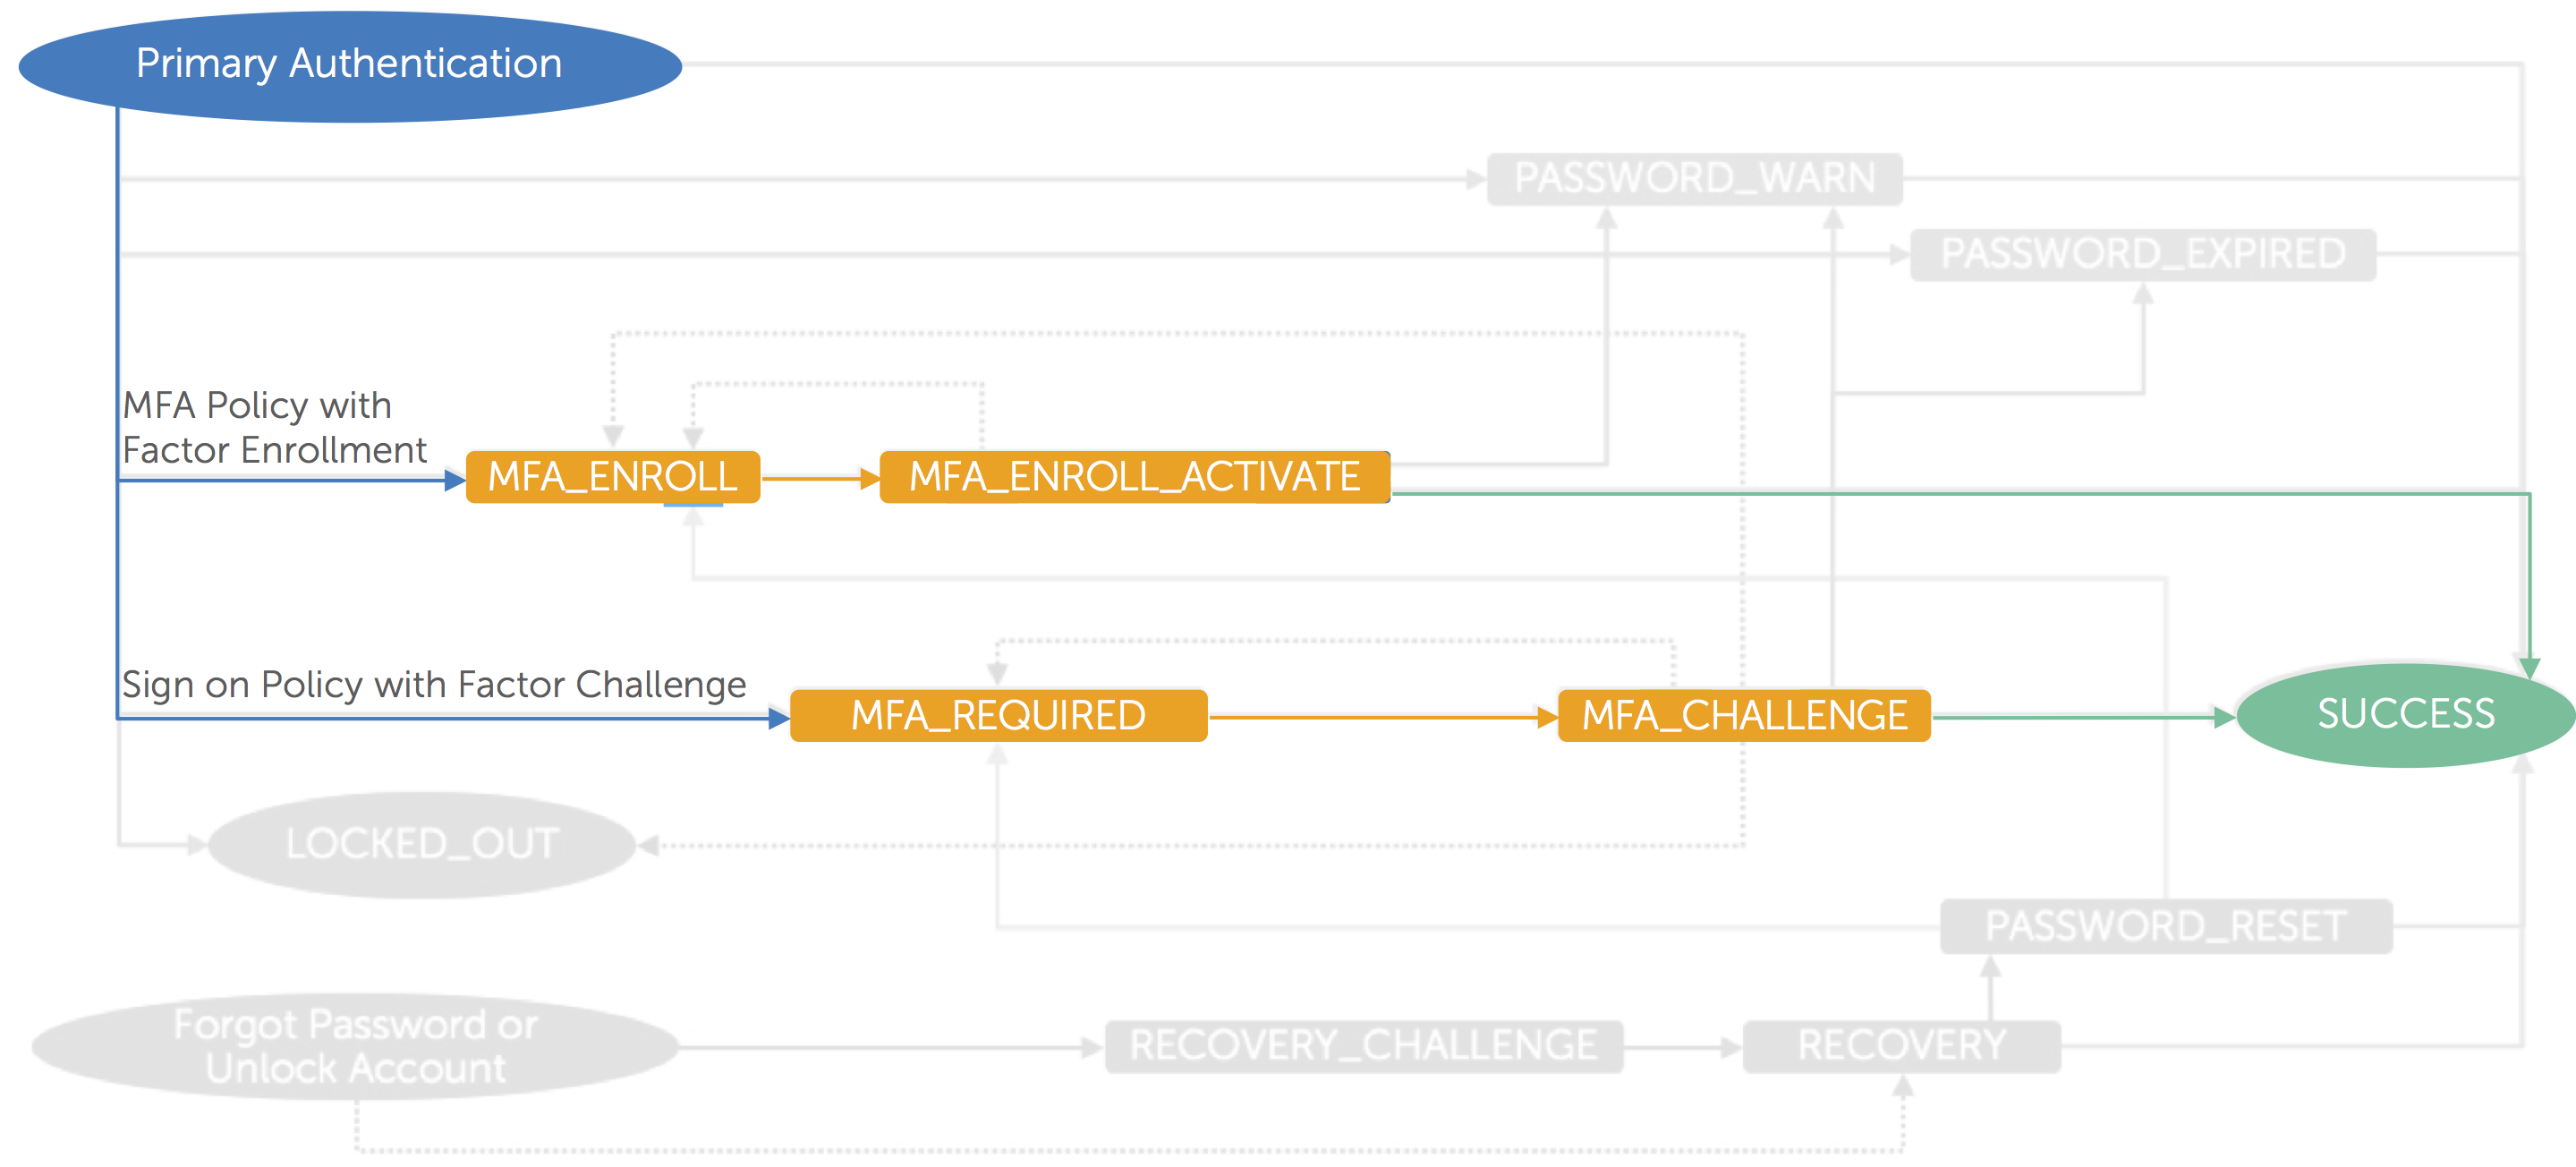 Primary Authentication
PASSWORD_WARN
PASSWORD_EXPIRED
MFA Policy with
Factor Enrollment
MFA_ENROLL
MFA_ENROLL_ACTIVATE
Sign on Policy with Factor Challenge
MFA_REQUIRED
MFA_CHALLENGE
SUCCESS
LOCKED_OUT
PASSWORD_RESET
Forgot Password or
Unlock Account
RECOVERY_CHALLENGE
RECOVERY